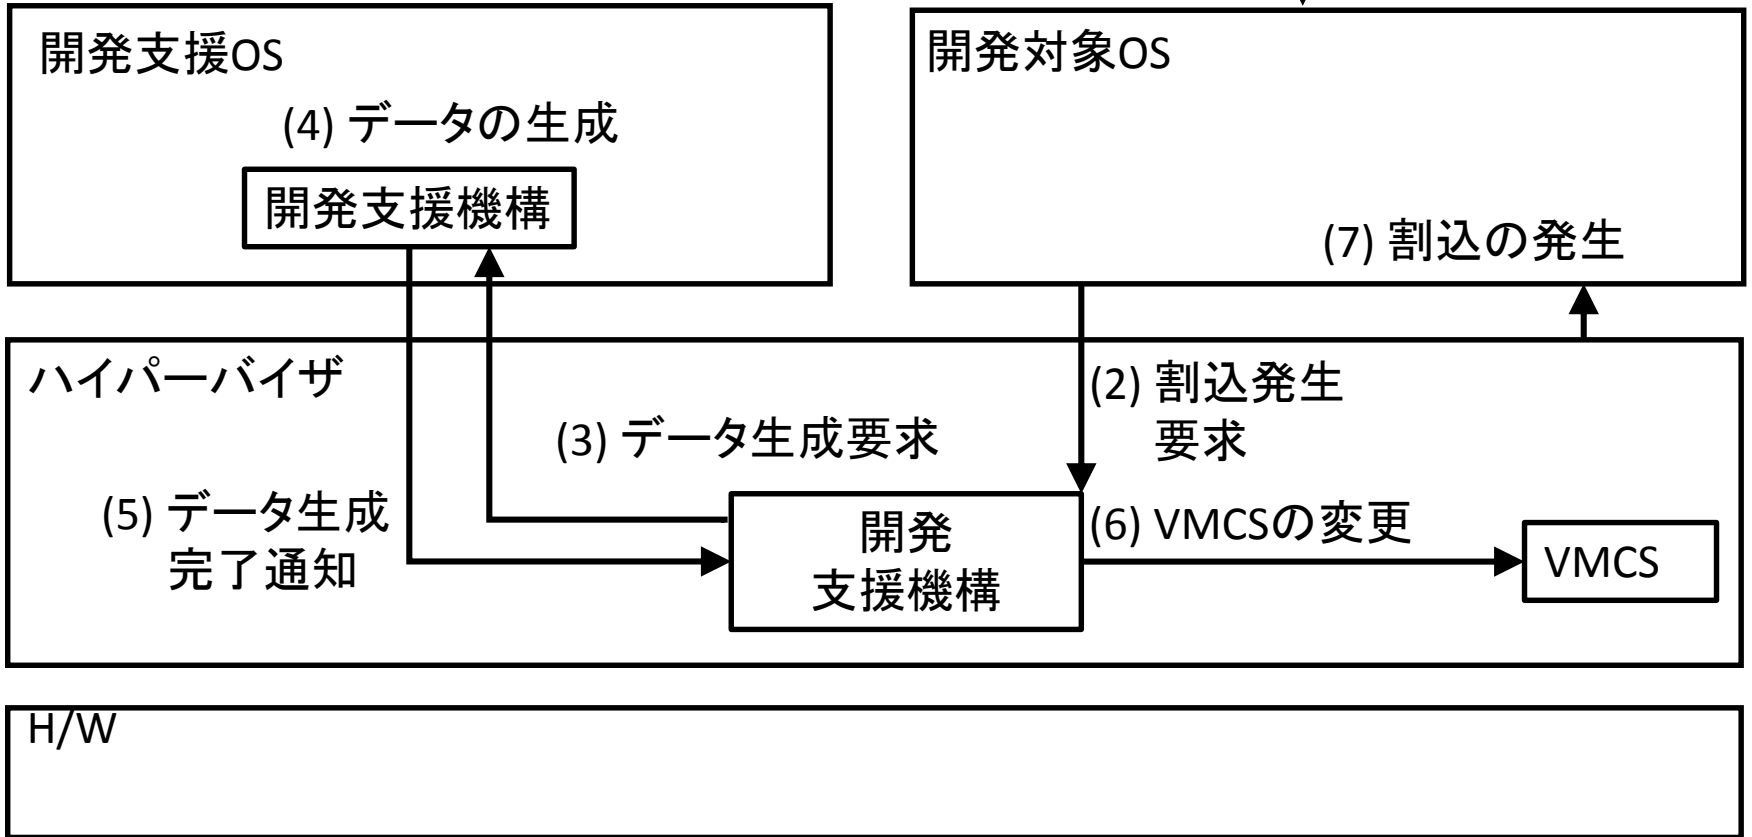 開発支援OS
(4) データの生成
開発支援機構
開発対象OS
(7) 割込の発生
ハイパーバイザ
(2) 割込発生
要求
(3) データ生成要求
(5) データ生成
完了通知
開発
支援機構
(6) VMCSの変更
VMCS
H/W